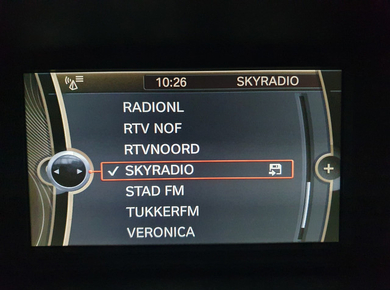 10:26 SKYRADIO
RADIONL
RTV NOF
RTVNOORD
SKYRADIO
STAD FM
TUKKERFM
VERONICA